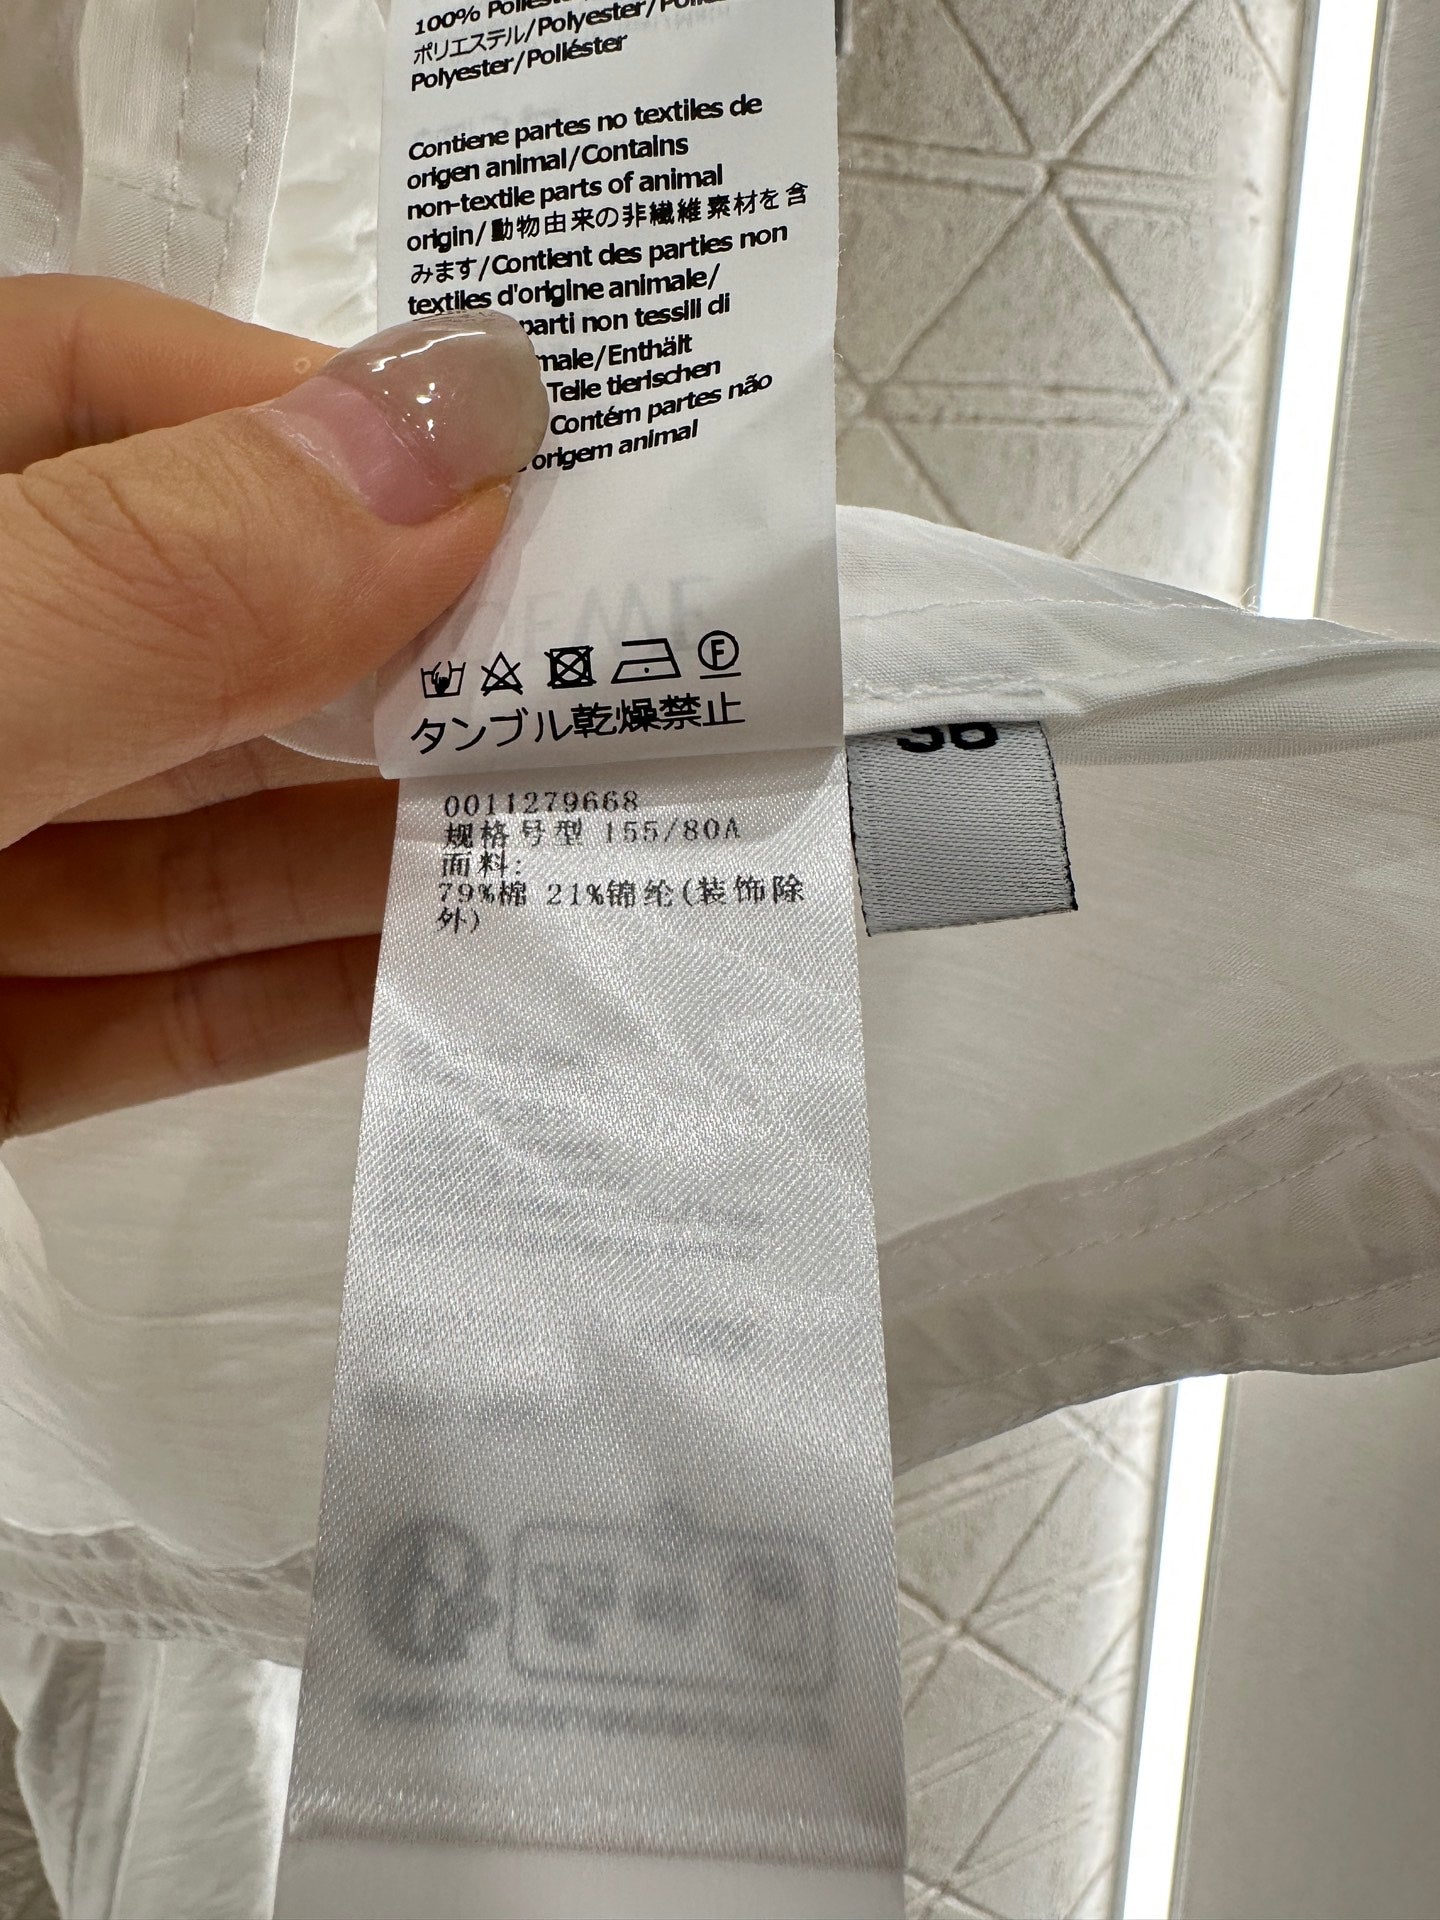 100%
ポリエステル/Polyester/
Polyester/Poliéster
Contiene partes no textiles de
origen animal/Contains
non-textile parts of animal
origin/動物由来の非繊維素材を含
みます/Contient des parties non
textiles d'origine animale/
parti non tessili di
Enthält
Teile tierischen
Contém partes não
origem animal
F
タンブル乾燥禁止
36
0011279668
规格号型 155/80A
面料:
79%棉 21%锦纶(装饰除
外)